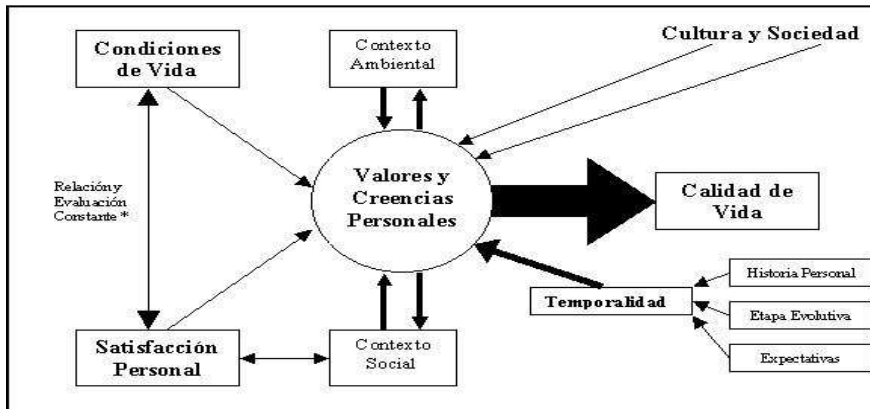 Condiciones
de Vida
Contexto
Ambiental
Cultura y Sociedad
Relación y
Evaluación
Constante *
Valores y
Creencias
Personales
Calidad de
Vida
Historia Personal
Temporalidad
Etapa Evolutiva
Expectativas
Satisfacción
Personal
Contexto
Social